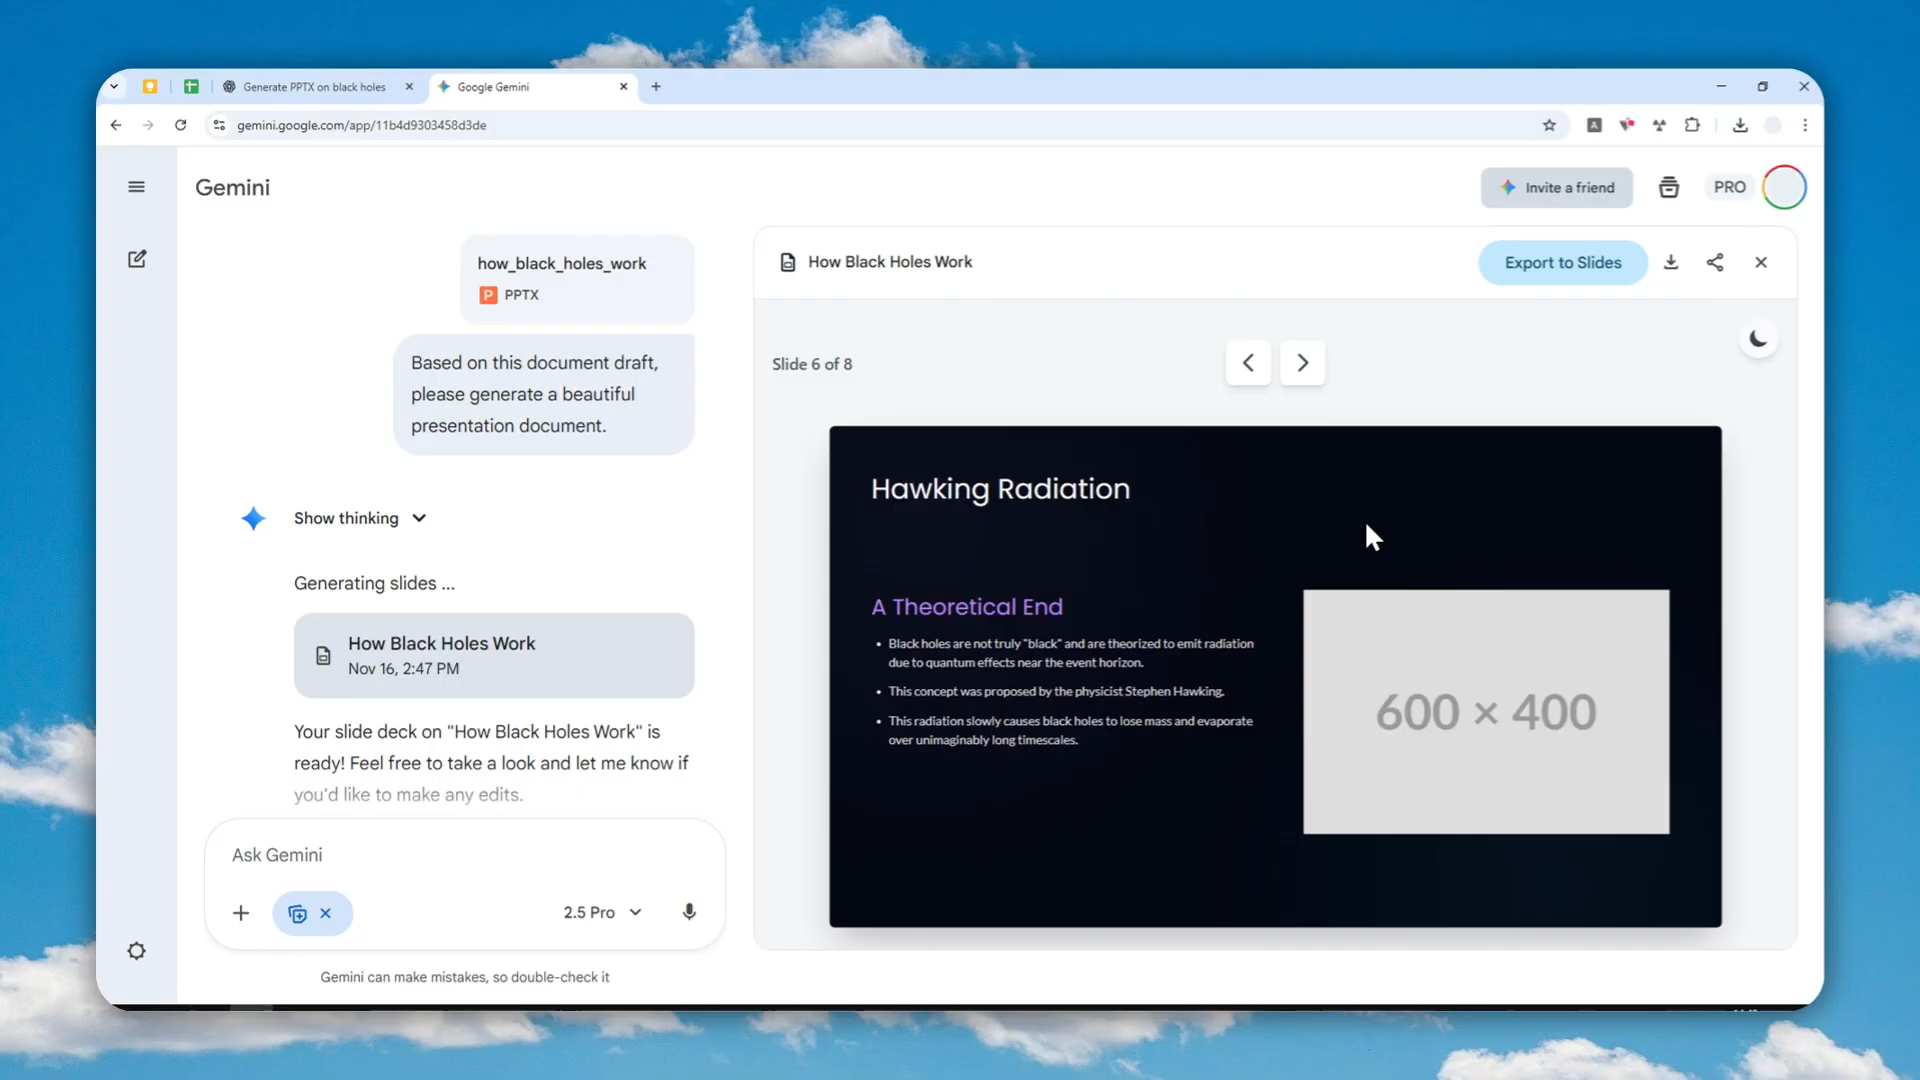 Generate PPTX on black holes
Google Gemini
gemini.google.com/app/11b4d9303458d3de
Gemini
Invite a friend
PRO
how_black_holes_work
P PPTX
Based on this document draft,
please generate a beautiful
presentation document.
Show thinking
Generating slides ...
How Black Holes Work
Nov 16, 2:47 PM
Your slide deck on "How Black Holes Work" is
ready! Feel free to take a look and let me know if
you'd like to make any edits.
Ask Gemini
2.5 Pro
Gemini can make mistakes, so double-check it
How Black Holes Work
Export to Slides
Slide 6 of 8
Hawking Radiation
A Theoretical End
• Black holes are not truly "black" and are theorized to emit radiation
due to quantum effects near the event horizon.
• This concept was proposed by the physicist Stephen Hawking.
• This radiation slowly causes black holes to lose mass and evaporate
over unimaginably long timescales.
600 × 400